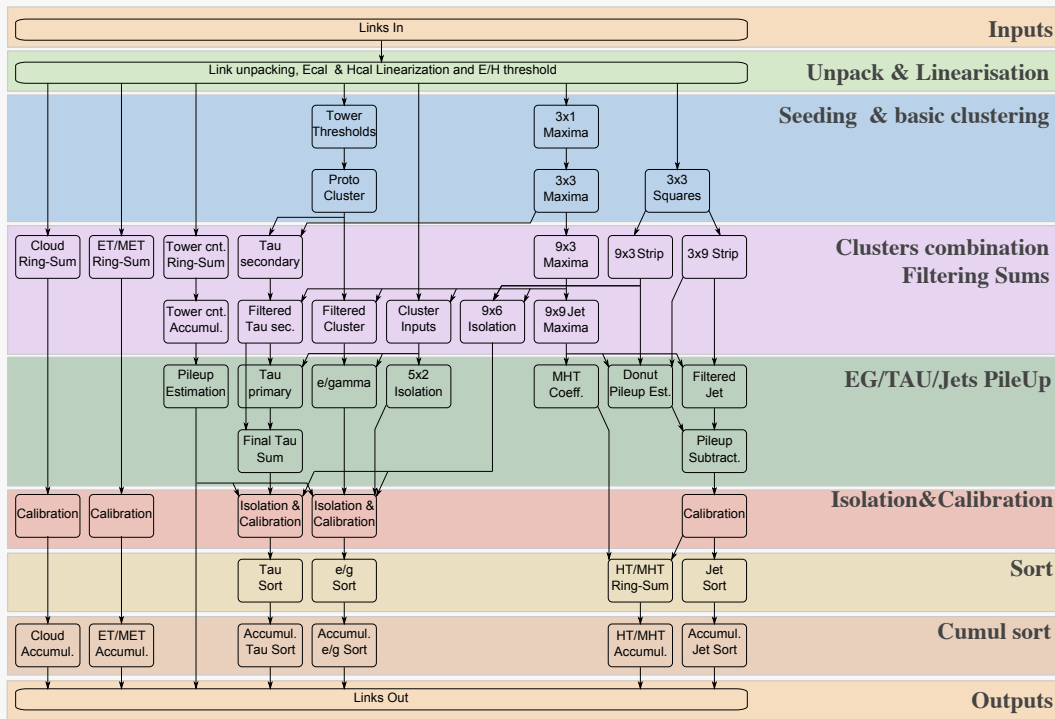 Links In
Inputs
Link unpacking, Ecal & Hcal Linearization and E/H threshold
Unpack & Linearisation
Seeding & basic clustering
Tower
Thresholds
3x1
Maxima
Proto
Cluster
3x3
Maxima
3x3
Squares
Clusters combination
Filtering Sums
Cloud
Ring-Sum
ET/MET
Ring-Sum
Tower cnt.
Ring-Sum
Tau
secondary
9x3
Maxima
9x3 Strip
3x9 Strip
Tower cnt.
Accumul.
Filtered
Tau sec.
Filtered
Cluster
Cluster
Inputs
9x6
Isolation
9x9 Jet
Maxima
EG/TAU/Jets PileUp
Pileup
Estimation
Tau
primary
e/gamma
5x2
Isolation
MHT
Coeff.
Donut
Pileup Est.
Filtered
Jet
Final Tau
Sum
Pileup
Subtract.
Isolation&Calibration
Calibration
Calibration
Isolation &
Calibration
Isolation &
Calibration
Calibration
Sort
Tau
Sort
e/g
Sort
HT/MHT
Ring-Sum
Jet
Sort
Cumul sort
Cloud
Accumul.
ET/MET
Accumul.
Accumul.
Tau Sort
Accumul.
e/g Sort
HT/MHT
Accumul.
Accumul.
Jet Sort
Links Out
Outputs